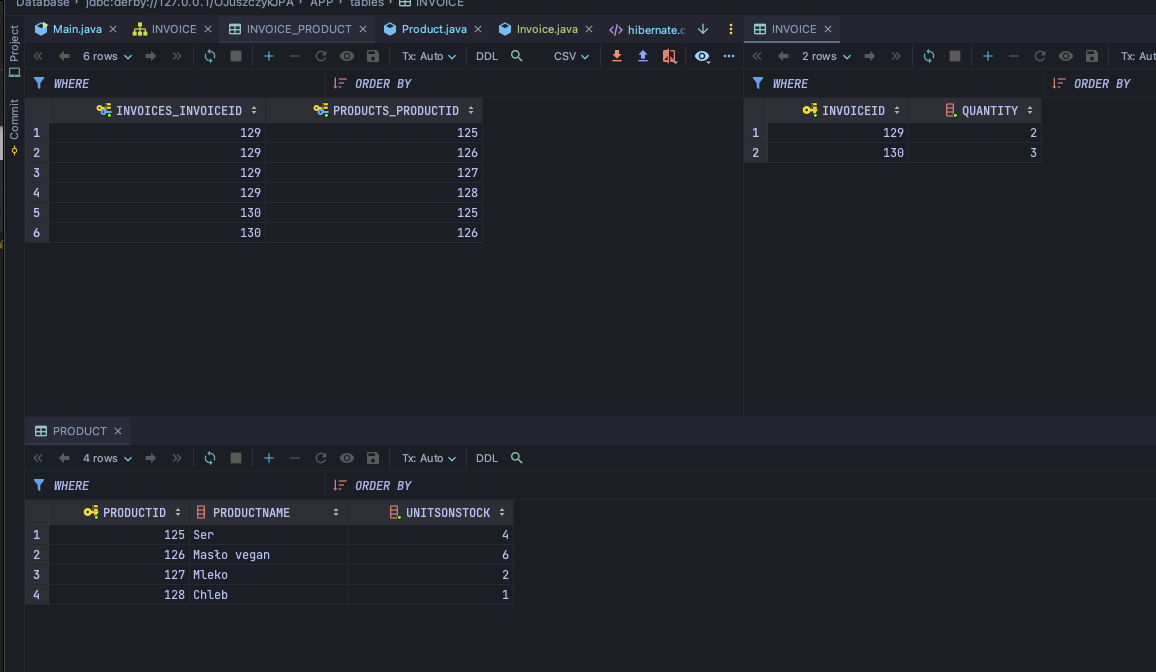 Database › jdbc:derby://127.0.0.1/OJuszczykJPA › APP › tables › INVOICE
Project
Commit
Main.java INVOICE INVOICE_PRODUCT Product.java Invoice.java hibernate.c
6 rows Tx: Auto DDL CSV
WHERE ORDER BY
INVOICES_INVOICEID PRODUCTS_PRODUCTID
1 129 125
2 129 126
3 129 127
4 129 128
5 130 125
6 130 126
INVOICE
2 rows Tx: Aut
WHERE ORDER BY
INVOICEID QUANTITY
1 129 2
2 130 3
PRODUCT
4 rows Tx: Auto DDL
WHERE ORDER BY
PRODUCTID PRODUCTNAME UNITSONSTOCK
1 125 Ser 4
2 126 Masło vegan 6
3 127 Mleko 2
4 128 Chleb 1